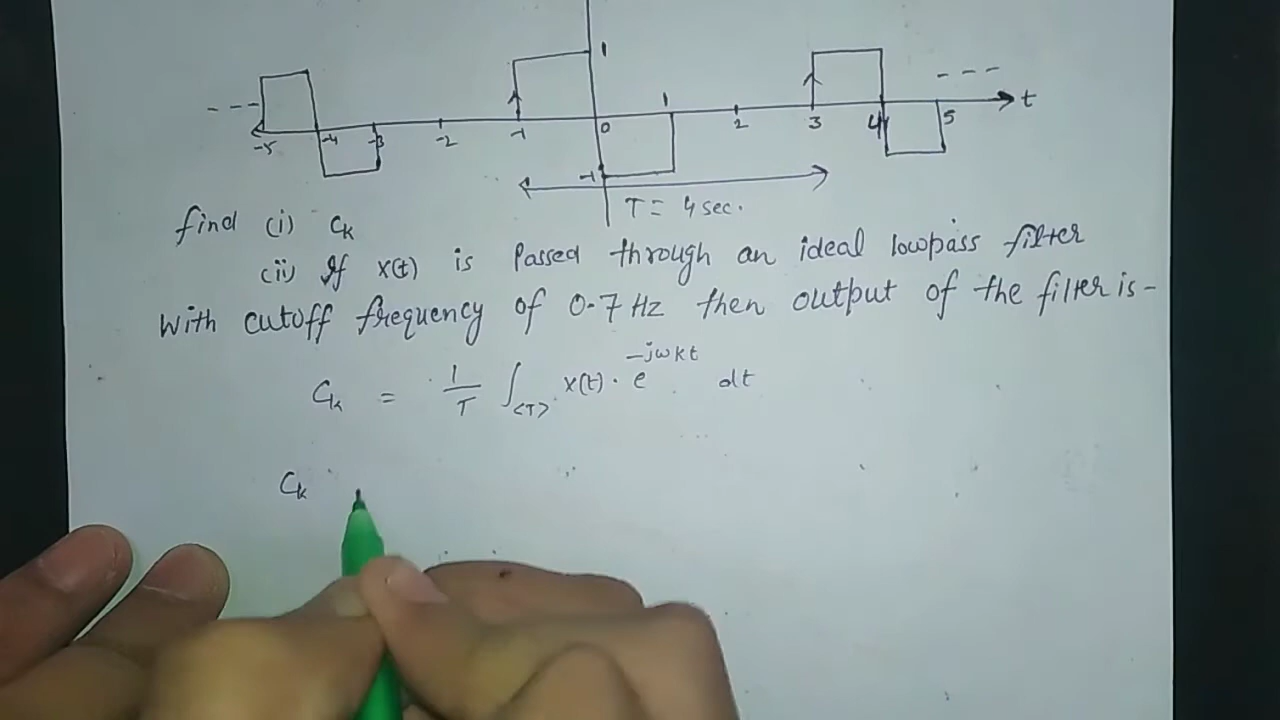 1
1
t
-5 -4 -3 -2 -1 0 2 3 4 5
-1
T = 4 sec.
find (i) Ck
(ii) If x(t) is Passed through an ideal lowpass filter
with cutoff frequency of 0.7 Hz then output of the filter is -
Ck = 1/T ∫<T> x(t) · e^-jωkt dt
Ck